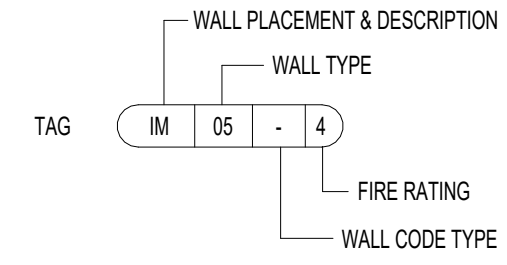 WALL PLACEMENT & DESCRIPTION
WALL TYPE
TAG IM 05 - 4
FIRE RATING
WALL CODE TYPE